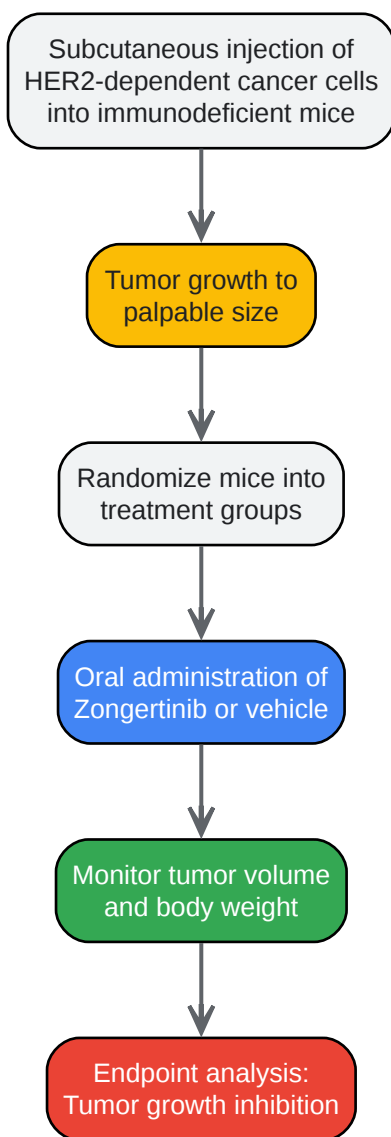 Subcutaneous injection of
HER2-dependent cancer cells
into immunodeficient mice
Tumor growth to
palpable size
Randomize mice into
treatment groups
Oral administration of
Zongertinib or vehicle
Monitor tumor volume
and body weight
Endpoint analysis:
Tumor growth inhibition